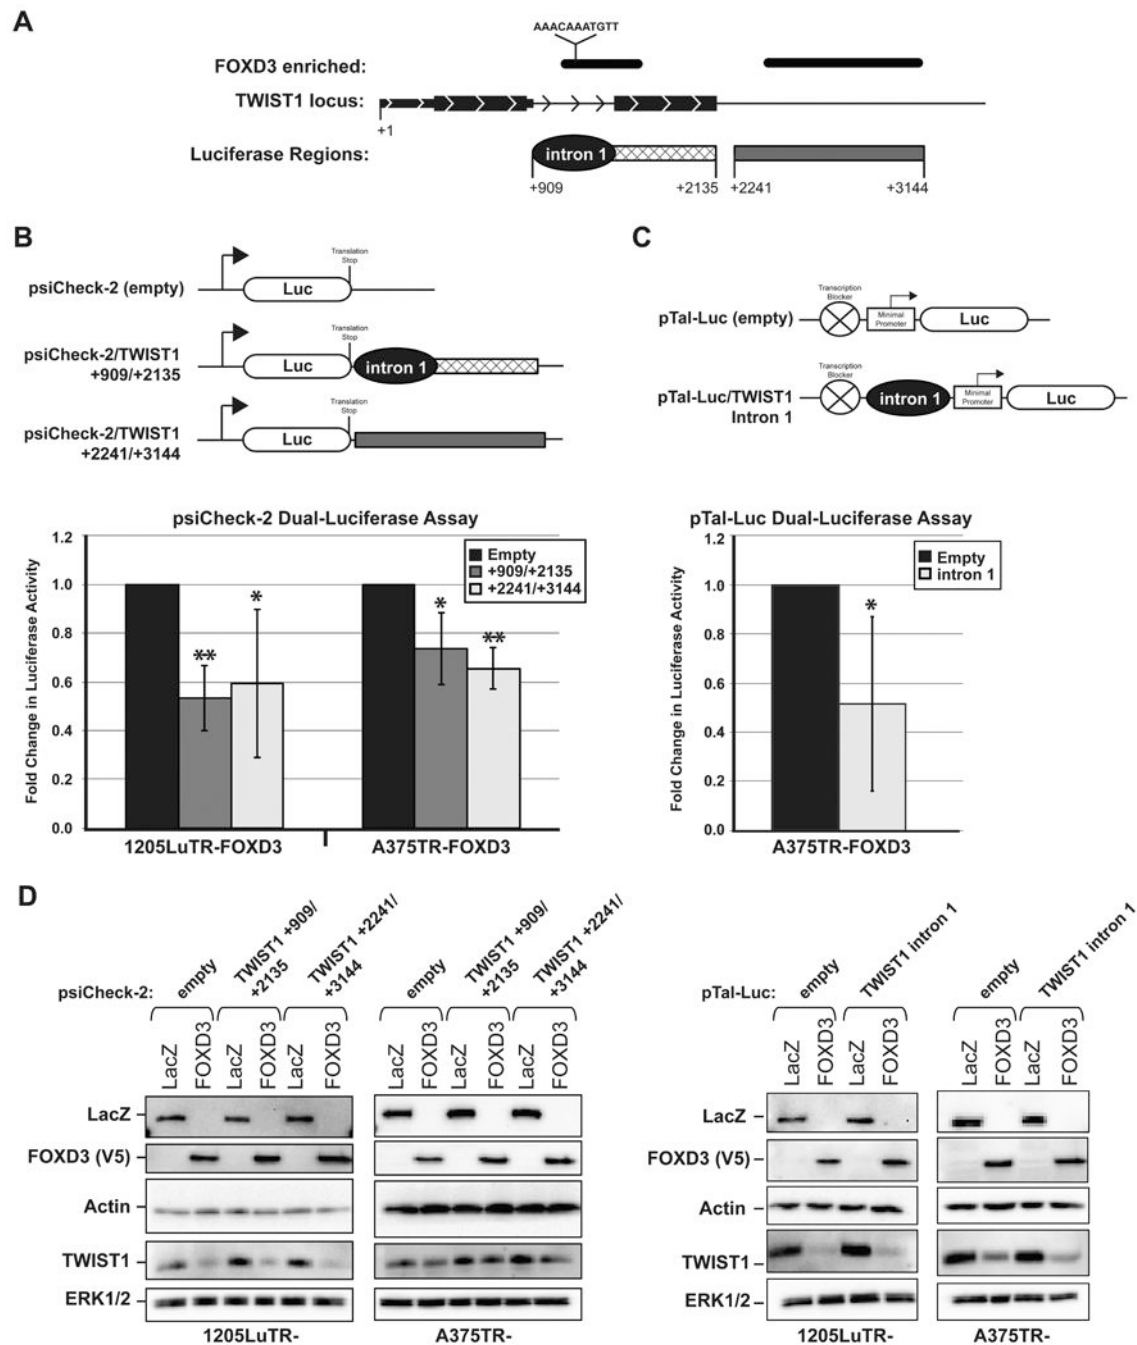 A
AAACAAATGTT
FOXD3 enriched:
TWIST1 locus:
+1
Luciferase Regions:
intron 1
+909
+2135
+2241
+3144
B
psiCheck-2 (empty)
Luc
Translation
Stop
psiCheck-2/TWIST1
+909/+2135
Luc
Translation
Stop
intron 1
psiCheck-2/TWIST1
+2241/+3144
Luc
Translation
Stop
C
pTal-Luc (empty)
Transcription
Blocker
Minimal
Promoter
Luc
pTal-Luc/TWIST1
Intron 1
Transcription
Blocker
intron 1
Minimal
Promoter
Luc
psiCheck-2 Dual-Luciferase Assay
Fold Change in Luciferase Activity
1.2
1.0
0.8
0.6
0.4
0.2
0.0
Empty
+909/+2135
+2241/+3144
**
*
*
**
1205LuTR-FOXD3
A375TR-FOXD3
pTal-Luc Dual-Luciferase Assay
Fold Change in Luciferase Activity
1.2
1.0
0.8
0.6
0.4
0.2
0.0
Empty
intron 1
*
A375TR-FOXD3
D
psiCheck-2:
empty
TWIST1 +909/
+2135
TWIST1 +2241/
+3144
empty
TWIST1 +909/
+2135
TWIST1 +2241/
+3144
LacZ
FOXD3
LacZ
FOXD3
LacZ
FOXD3
LacZ
FOXD3
LacZ
FOXD3
LacZ
FOXD3
LacZ
FOXD3 (V5)
Actin
TWIST1
ERK1/2
1205LuTR-
A375TR-
pTal-Luc:
empty
TWIST1 intron 1
empty
TWIST1 intron 1
LacZ
FOXD3
LacZ
FOXD3
LacZ
FOXD3
LacZ
FOXD3
LacZ
FOXD3 (V5)
Actin
TWIST1
ERK1/2
1205LuTR-
A375TR-